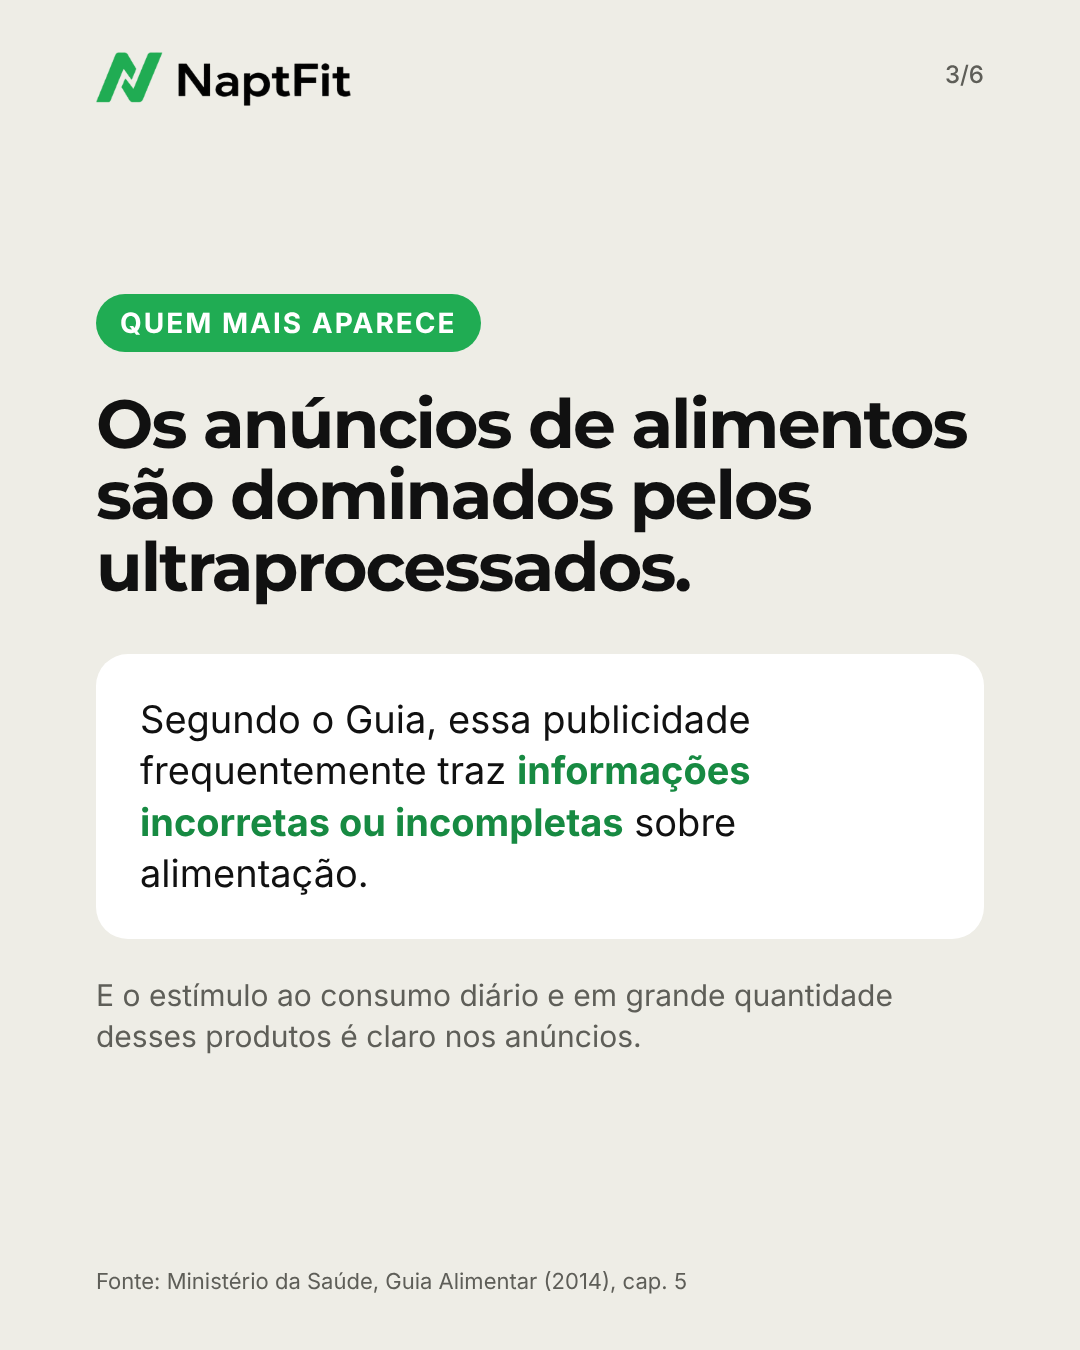 NaptFit
3/6
QUEM MAIS APARECE
Os anúncios de alimentos
são dominados pelos
ultraprocessados.
Segundo o Guia, essa publicidade
frequentemente traz informações
incorretas ou incompletas sobre
alimentação.
E o estímulo ao consumo diário e em grande quantidade
desses produtos é claro nos anúncios.
Fonte: Ministério da Saúde, Guia Alimentar (2014), cap. 5